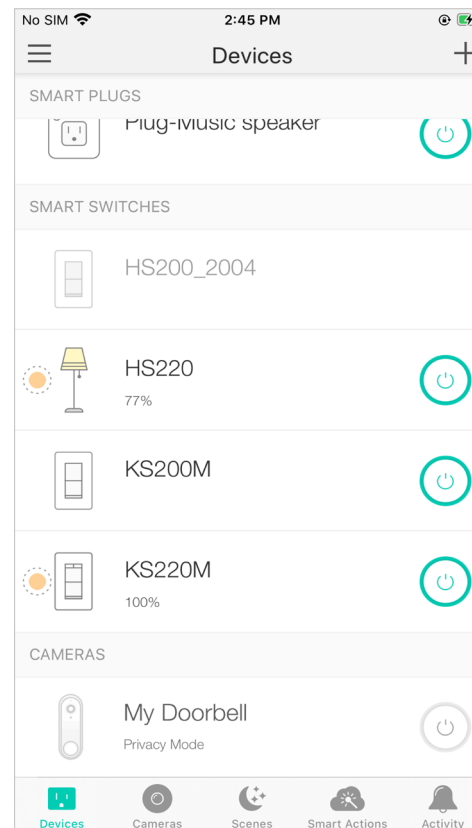 No SIM 2:45 PM
Devices
SMART PLUGS
Plug-Music speaker
SMART SWITCHES
HS200_2004
HS220
77%
KS200M
KS220M
100%
CAMERAS
My Doorbell
Privacy Mode
Devices Cameras Scenes Smart Actions Activity